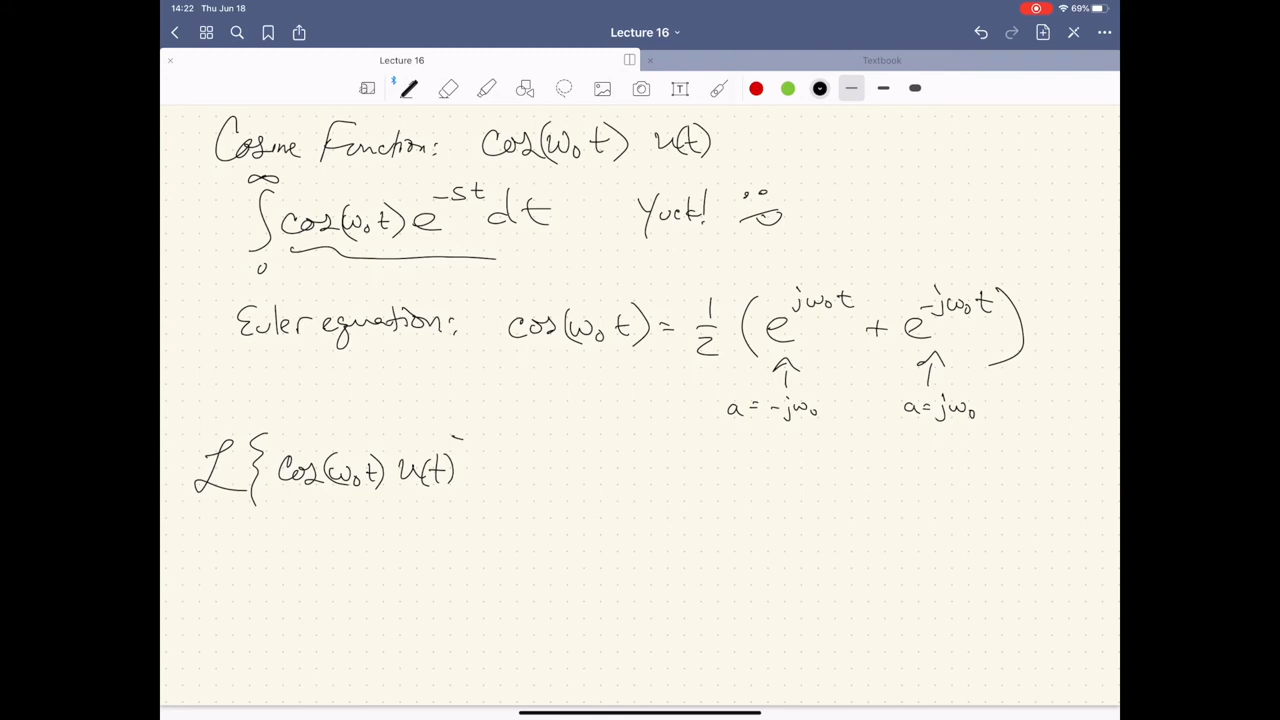 14:22 Thu Jun 18
69%
Lecture 16
Lecture 16
Textbook
Cosine Function: cos(ω₀t) u(t)
∫₀^∞ cos(ω₀t) e^{-st} dt Yuck!
Euler equation: cos(ω₀t) = 1/2 (e^{jω₀t} + e^{-jω₀t})
a = -jω₀ a = jω₀
ℒ{ cos(ω₀t) u(t)